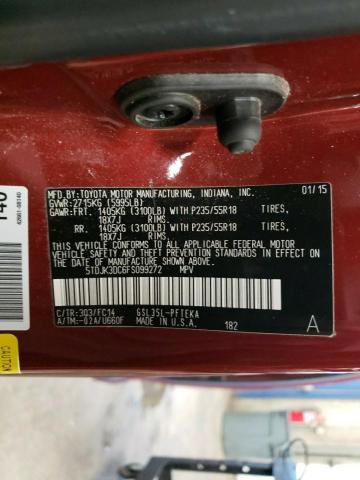 MFD.BY:TOYOTA MOTOR MANUFACTURING, INDIANA, INC. 01/15
GVWR:2715KG (5995LB)
GAWR:FRT. 1405KG (3100LB) WITH P235/55R18 TIRES,
18X7J RIMS.
RR. 1405KG (3100LB) WITH P235/55R18 TIRES,
18X7J RIMS.
THIS VEHICLE CONFORMS TO ALL APPLICABLE FEDERAL MOTOR
VEHICLE SAFETY AND THEFT PREVENTION STANDARDS IN EFFECT
ON THE DATE OF MANUFACTURE SHOWN ABOVE.
5TDJK3DC6FS099272 MPV
C/TR:3Q3/FC14 GSL35L-PFTEKA
A/TM:-02A/U660F MADE IN U.S.A.
182 A
140
42661-08140
CAUTION